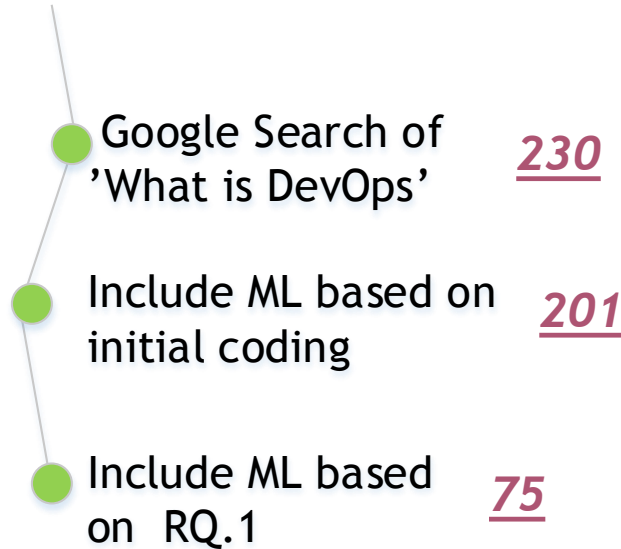 Google Search of
’What is DevOps’
230
Include ML based on
initial coding
201
Include ML based
on RQ.1
75